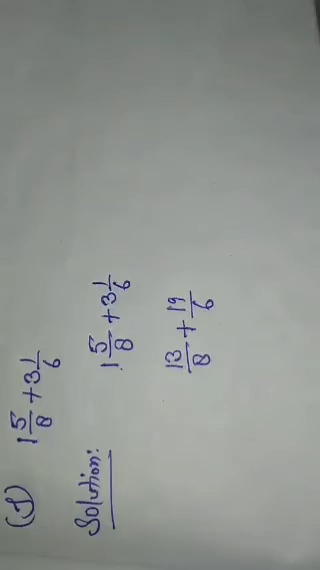 (f) 1 5/8 + 3 1/6
Solution: 1 5/8 + 3 1/6
13/8 + 19/6